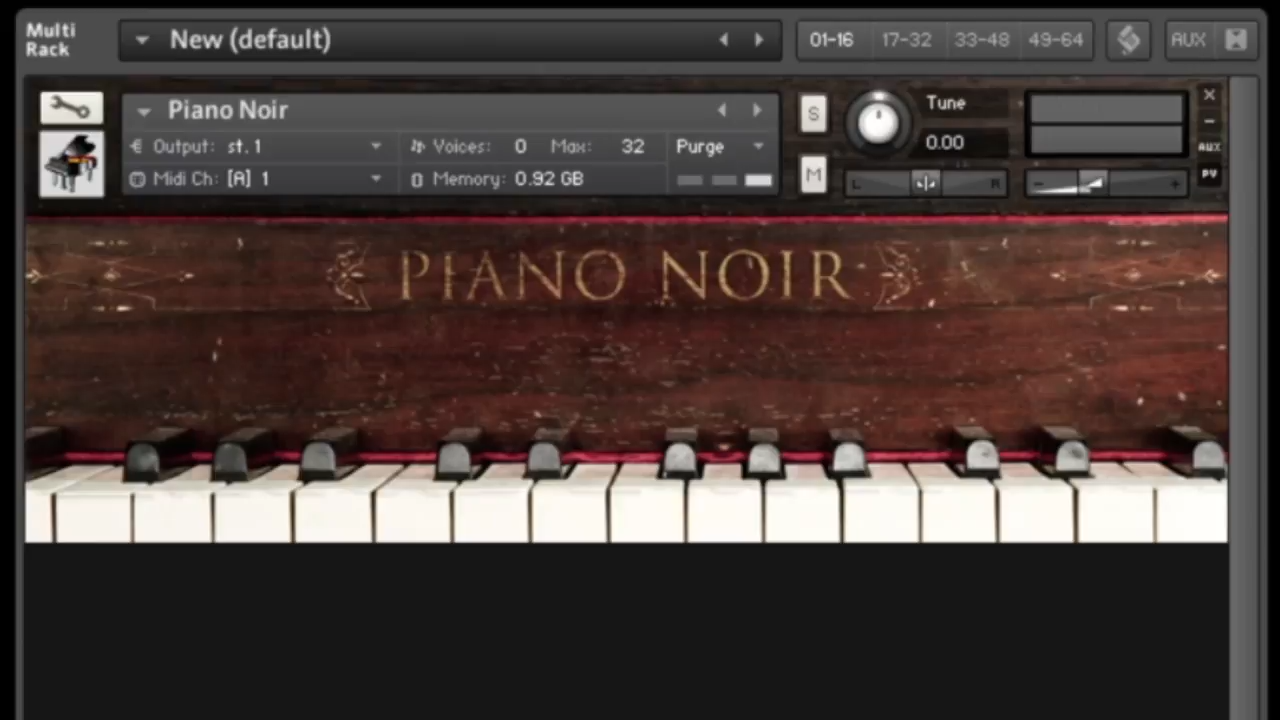 Multi
Rack
New (default)
01-16 17-32 33-48 49-64
AUX
Piano Noir
S
Tune
Output: st. 1
Voices: 0 Max: 32
Purge
0.00
AUX
Midi Ch: [A] 1
Memory: 0.92 GB
M
L R
- +
PV
PIANO NOIR